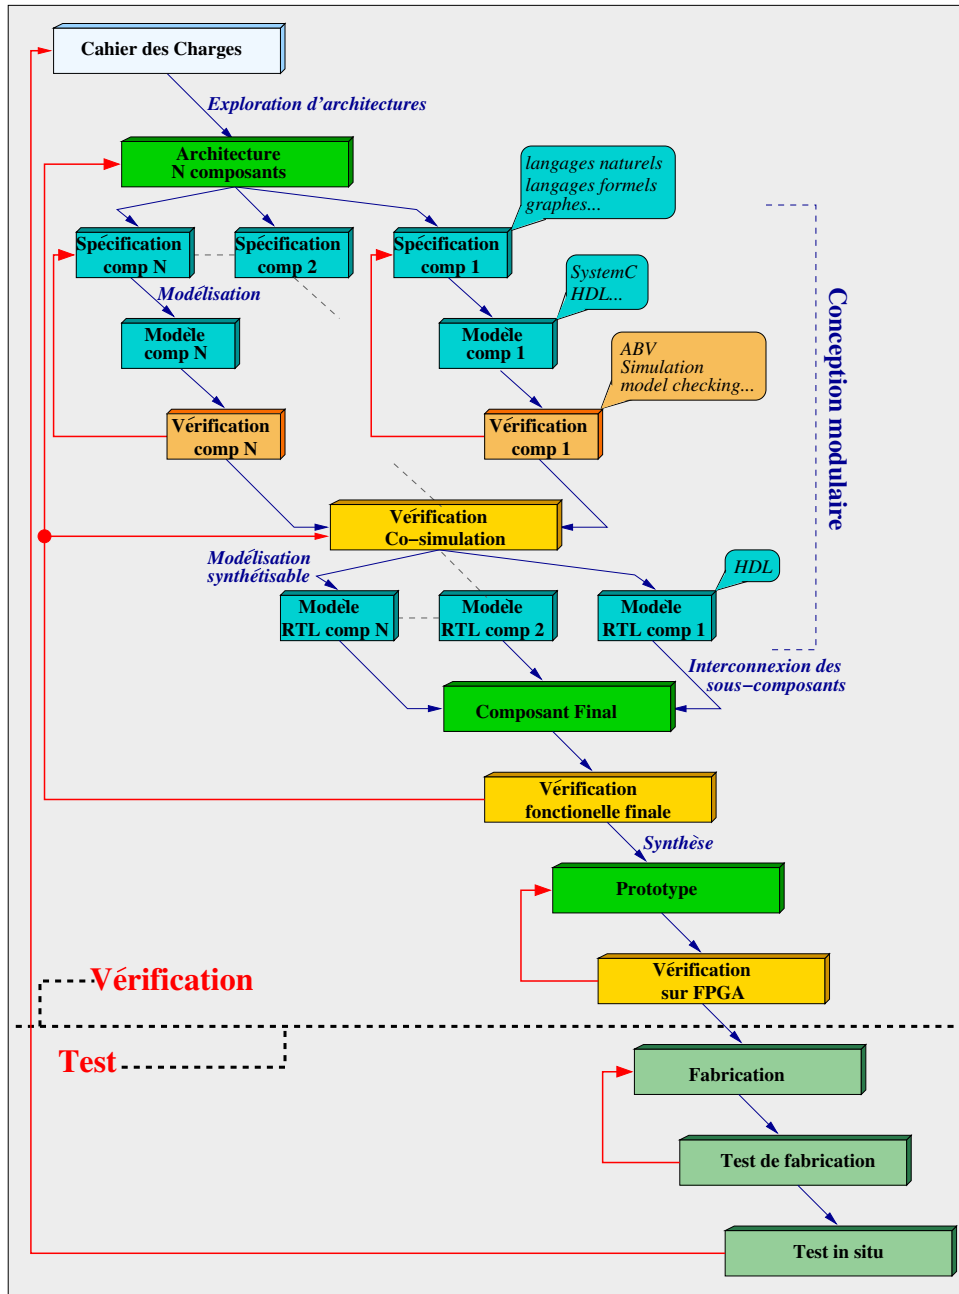 Cahier des Charges
Exploration d'architectures
Architecture
N composants
langages naturels
langages formels
graphes...
Spécification
comp N
Spécification
comp 2
Spécification
comp 1
Modélisation
SystemC
HDL...
Modèle
comp N
Modèle
comp 1
ABV
Simulation
model checking...
Vérification
comp N
Vérification
comp 1
Conception modulaire
Vérification
Co-simulation
Modélisation
synthétisable
HDL
Modèle
RTL comp N
Modèle
RTL comp 2
Modèle
RTL comp 1
Interconnexion des
sous-composants
Composant Final
Vérification
fonctionelle finale
Synthèse
Prototype
Vérification
sur FPGA
Vérification
Test
Fabrication
Test de fabrication
Test in situ